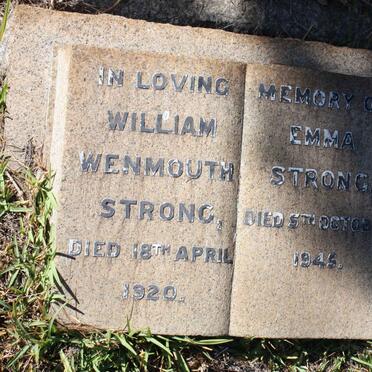 IN LOVING
WILLIAM
WENMOUTH
STRONG,
DIED 18TH APRIL
1920.
MEMORY
EMMA
STRONG
DIED 5TH
1945.